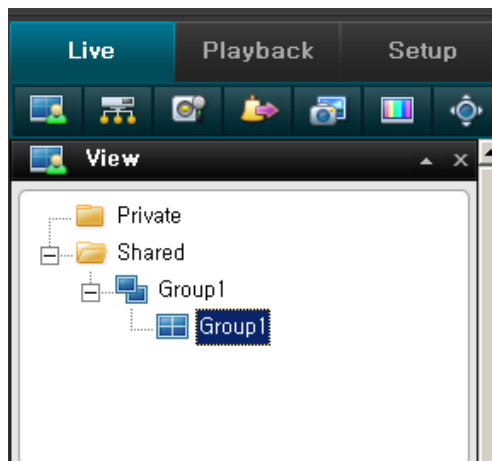 Live Playback Setup
View
Private
Shared
Group1
Group1